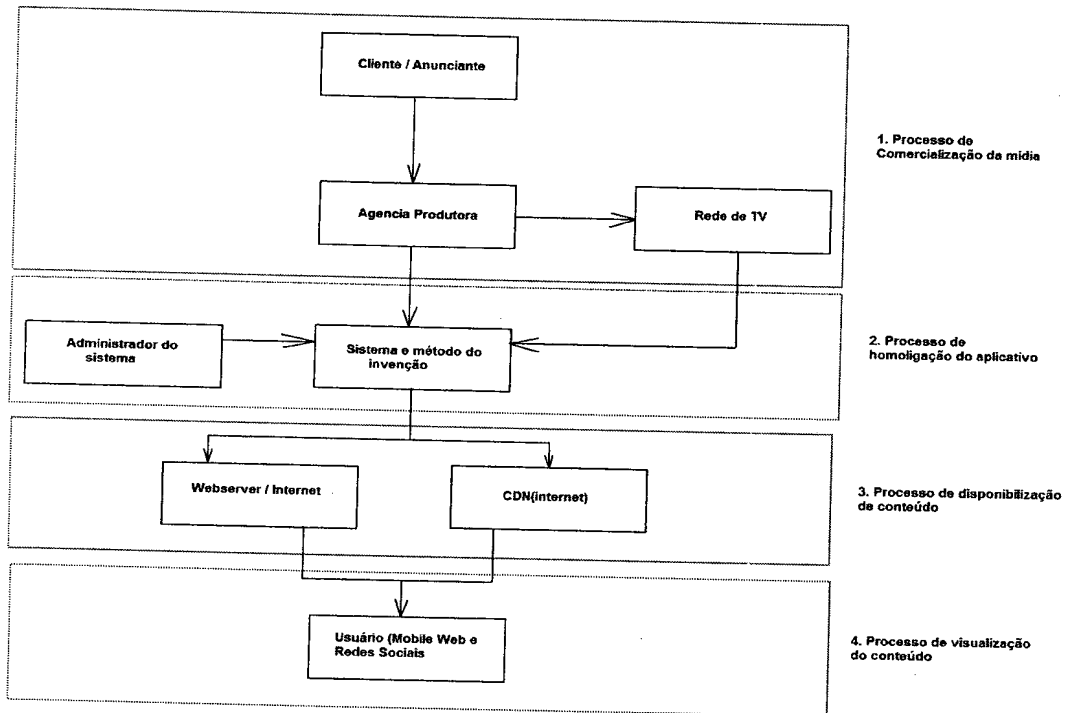 Cliente / Anunciante
1. Processo de
Comercialização da mídia
Agencia Produtora
Rede de TV
Administrador do
sistema
Sistema e método do
invenção
2. Processo de
homoligação do aplicativo
Webserver / Internet
CDN(internet)
3. Processo de disponibilização
de conteúdo
Usuário (Mobile Web e
Redes Sociais
4. Processo de visualização
do conteúdo